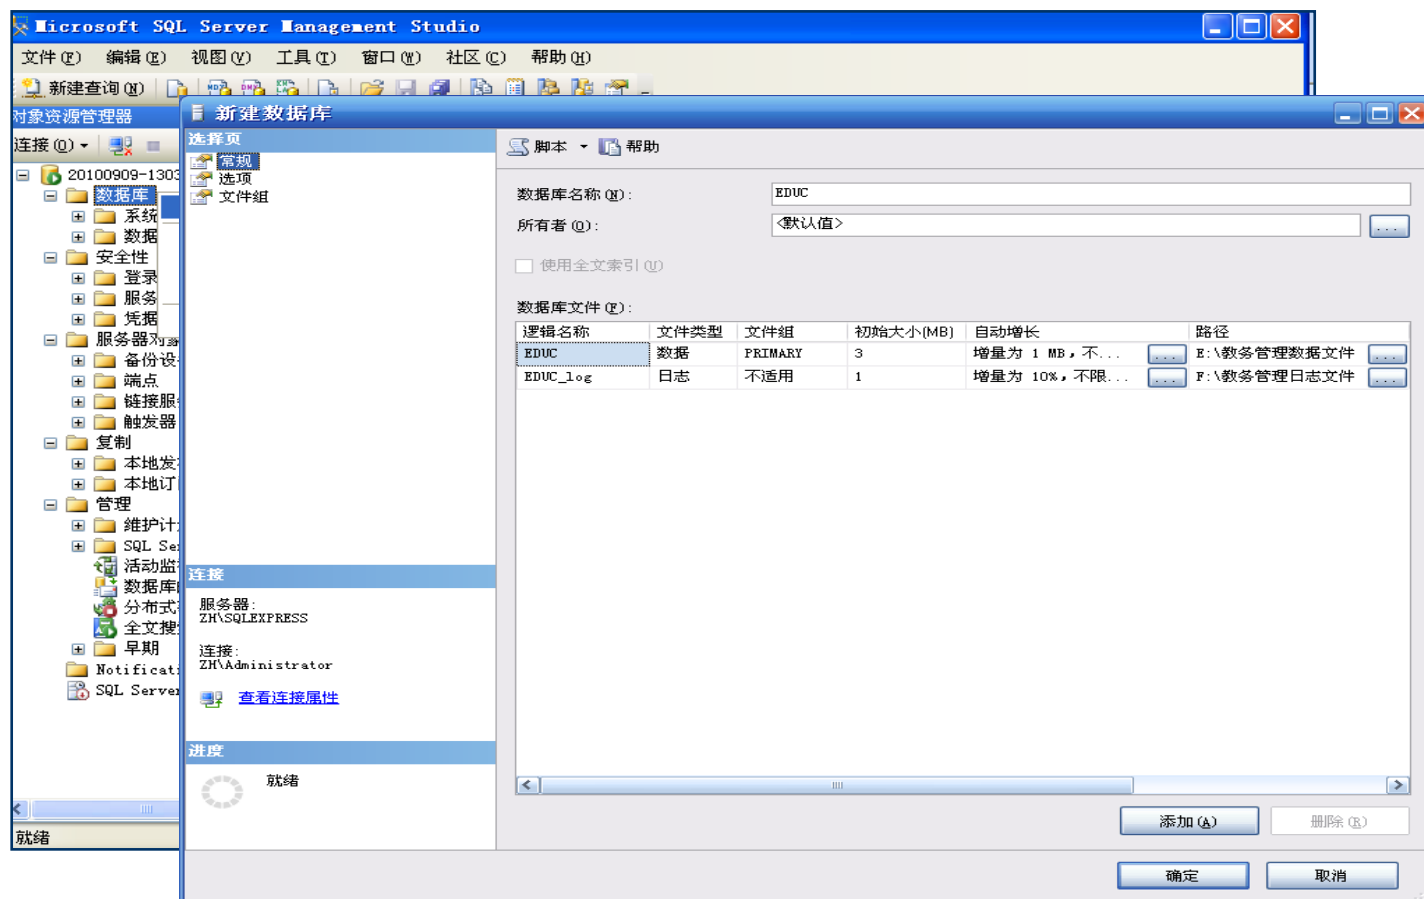 Microsoft SQL Server Management Studio
文件(F) 编辑(E) 视图(V) 工具(T) 窗口(W) 社区(C) 帮助(H)
新建查询(N)
对象资源管理器
连接(O)
20100909-1303
数据库
系统
数据
安全性
登录
服务
凭据
服务器对象
备份设
端点
链接服
触发器
复制
本地发
本地订
管理
维护计
SQL Se
活动监
数据库
分布式
全文搜
早期
Notificati
SQL Server
就绪
新建数据库
选择页
常规
选项
文件组
连接
服务器:
ZH\SQLEXPRESS
连接:
ZH\Administrator
查看连接属性
进度
就绪
脚本 帮助
数据库名称(N): EDUC
所有者(O): <默认值> ...
使用全文索引(U)
数据库文件(F):
逻辑名称 文件类型 文件组 初始大小(MB) 自动增长 路径
EDUC 数据 PRIMARY 3 增量为 1 MB，不... ... E:\教务管理数据文件 ...
EDUC_log 日志 不适用 1 增量为 10%，不限... ... F:\教务管理日志文件 ...
添加(A) 删除(R)
确定 取消